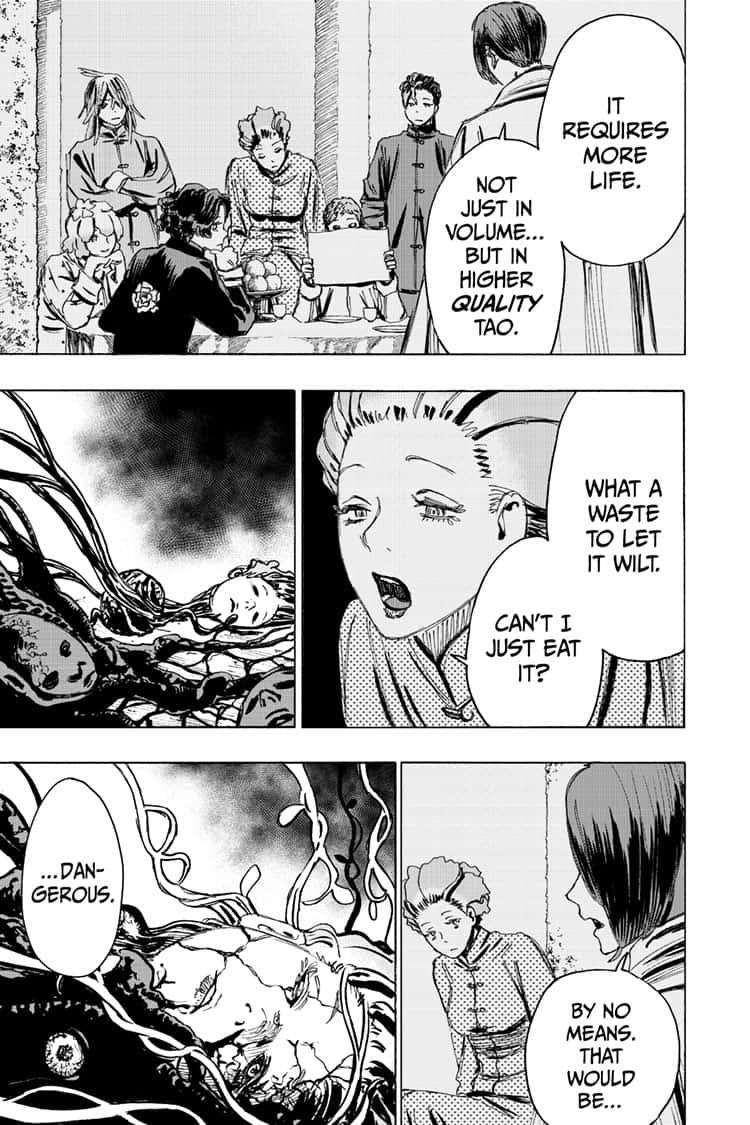 IT
REQUIRES
MORE
LIFE.
NOT
JUST IN
VOLUME...
BUT IN
HIGHER
QUALITY
TAO.
WHAT A
WASTE
TO LET
IT WILT.
CAN'T I
JUST EAT
IT?
BY NO
MEANS.
THAT
WOULD
BE...
...DAN-
GEROUS.